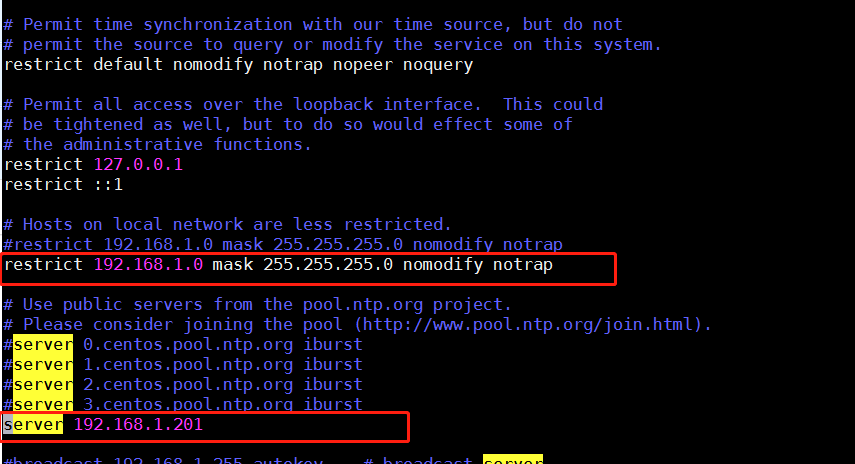 # Permit time synchronization with our time source, but do not
# permit the source to query or modify the service on this system.
restrict default nomodify notrap nopeer noquery
# Permit all access over the loopback interface.  This could
# be tightened as well, but to do so would effect some of
# the administrative functions.
restrict 127.0.0.1
restrict ::1
# Hosts on local network are less restricted.
#restrict 192.168.1.0 mask 255.255.255.0 nomodify notrap
restrict 192.168.1.0 mask 255.255.255.0 nomodify notrap
# Use public servers from the pool.ntp.org project.
# Please consider joining the pool (http://www.pool.ntp.org/join.html).
#server 0.centos.pool.ntp.org iburst
#server 1.centos.pool.ntp.org iburst
#server 2.centos.pool.ntp.org iburst
#server 3.centos.pool.ntp.org iburst
server 192.168.1.201
#broadcast 192.168.1.255 autokey    # broadcast server